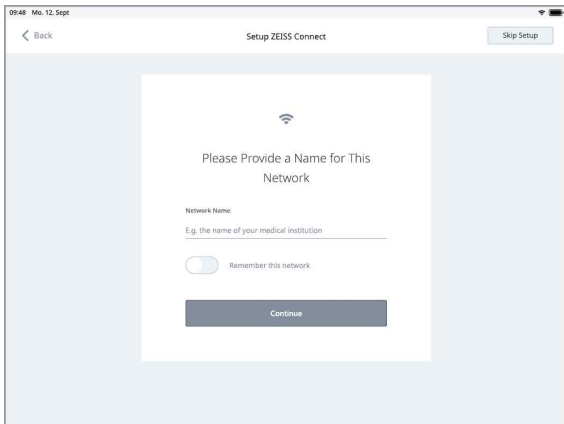 09:48 Mo. 12. Sept
Back
Setup ZEISS Connect
Skip Setup
Please Provide a Name for This
Network
Network Name
E.g. the name of your medical institution
Remember this network
Continue